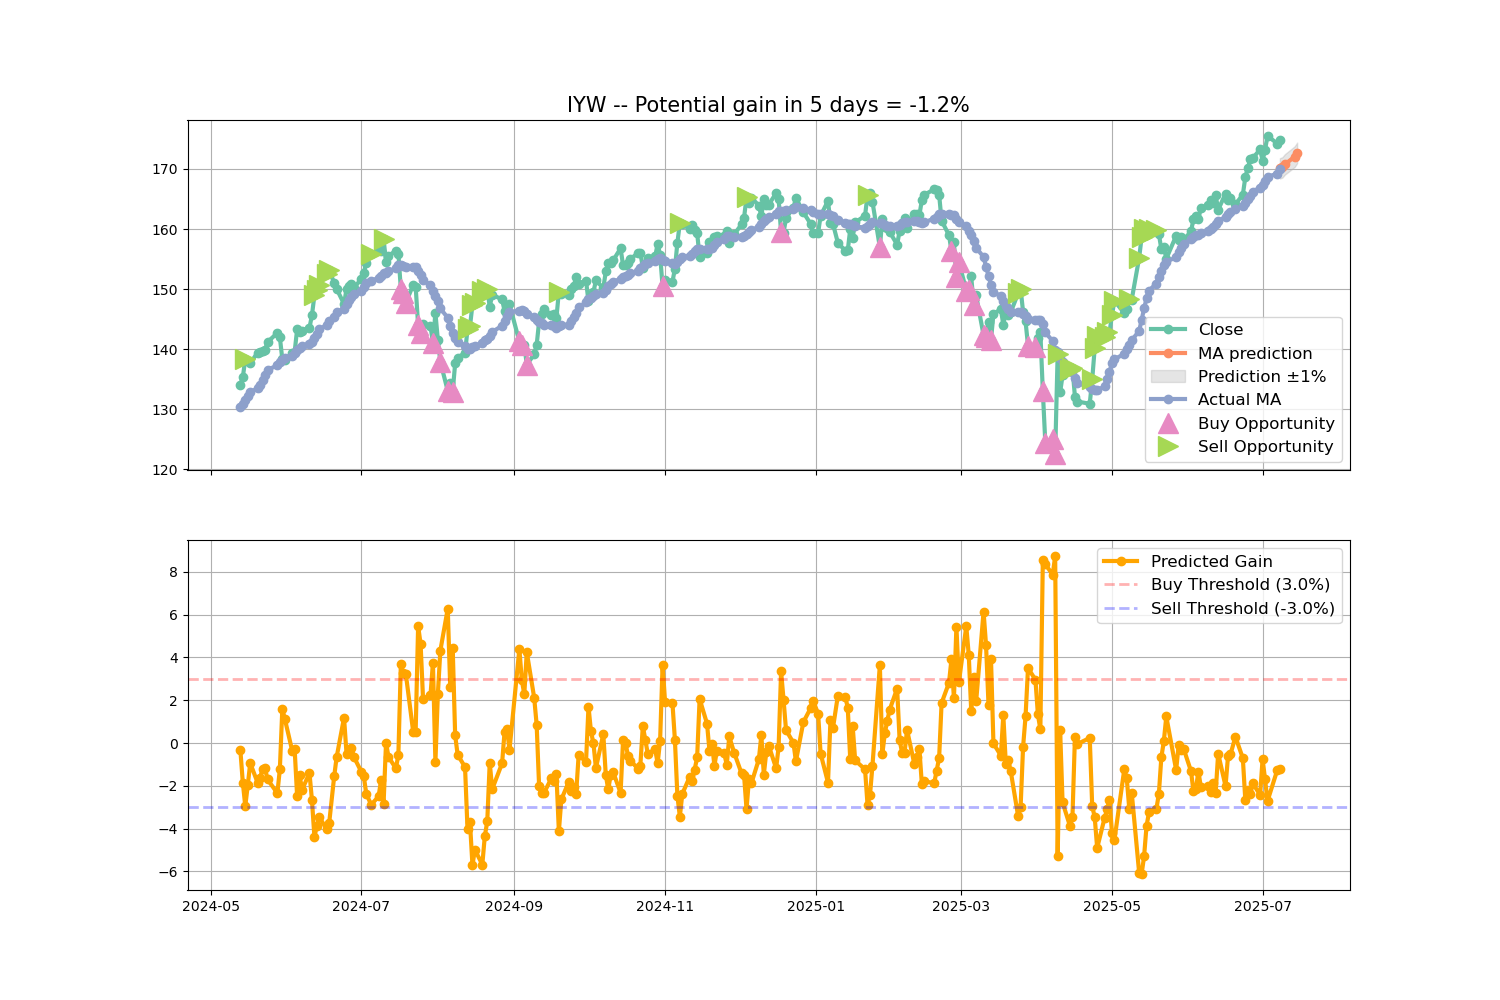 IYW -- Potential gain in 5 days = -1.2%
170
160
150
140
130
120
Close
MA prediction
Prediction ±1%
Actual MA
Buy Opportunity
Sell Opportunity
8
6
4
2
0
−2
−4
−6
Predicted Gain
Buy Threshold (3.0%)
Sell Threshold (-3.0%)
2024-05 2024-07 2024-09 2024-11 2025-01 2025-03 2025-05 2025-07